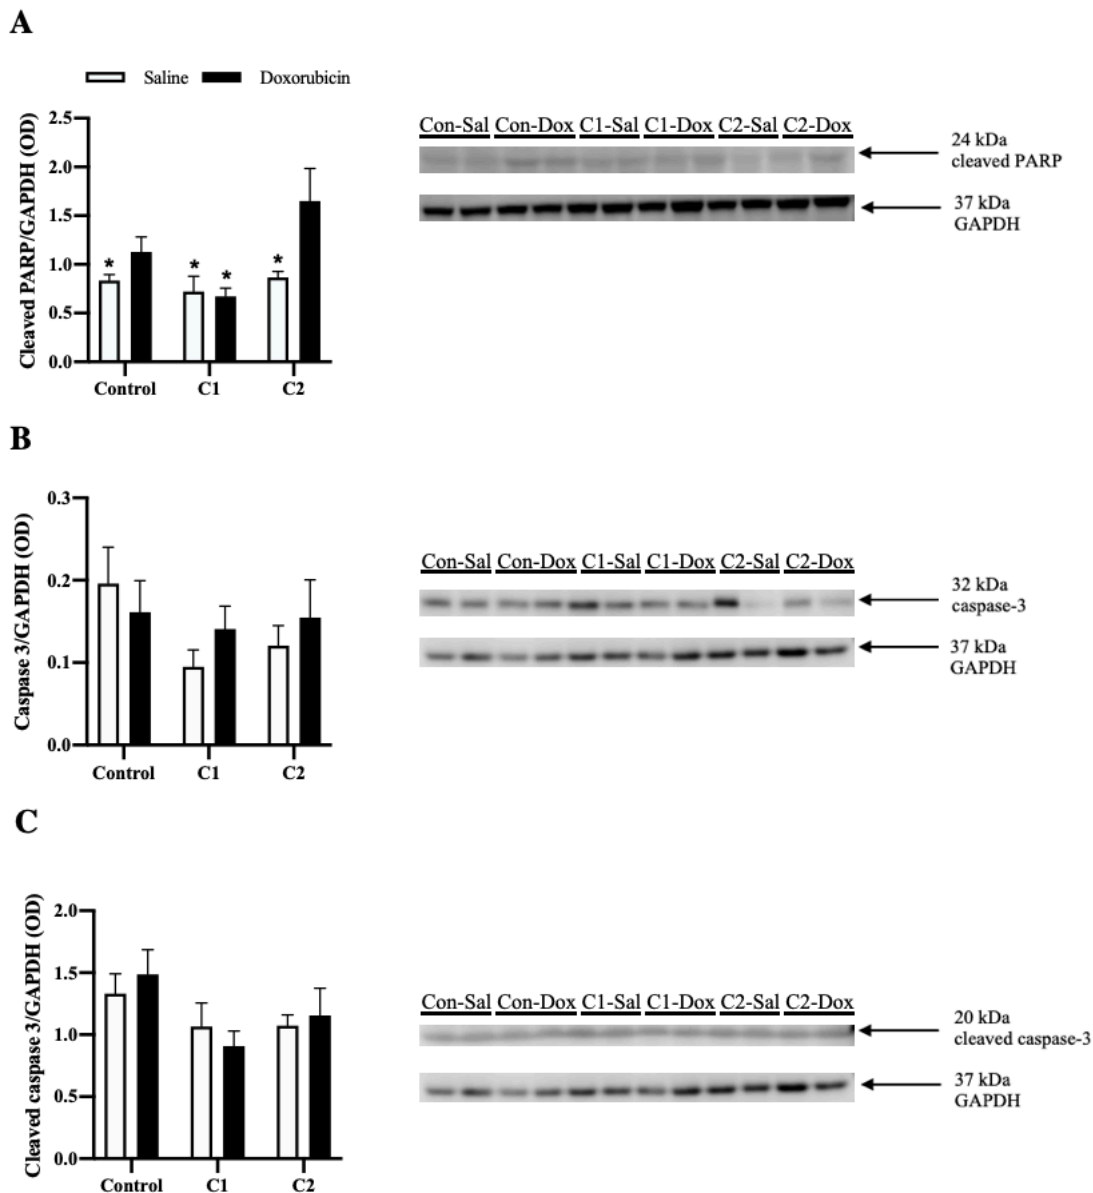 A
Saline Doxorubicin
Cleaved PARP/GAPDH (OD)
2.5
2.0
1.5
1.0
0.5
0.0
* * * *
Control C1 C2
Con-Sal Con-Dox C1-Sal C1-Dox C2-Sal C2-Dox
24 kDa
cleaved PARP
37 kDa
GAPDH
B
Caspase 3/GAPDH (OD)
0.3
0.2
0.1
0.0
Control C1 C2
Con-Sal Con-Dox C1-Sal C1-Dox C2-Sal C2-Dox
32 kDa
caspase-3
37 kDa
GAPDH
C
Cleaved caspase 3/GAPDH (OD)
2.0
1.5
1.0
0.5
0.0
Control C1 C2
Con-Sal Con-Dox C1-Sal C1-Dox C2-Sal C2-Dox
20 kDa
cleaved caspase-3
37 kDa
GAPDH